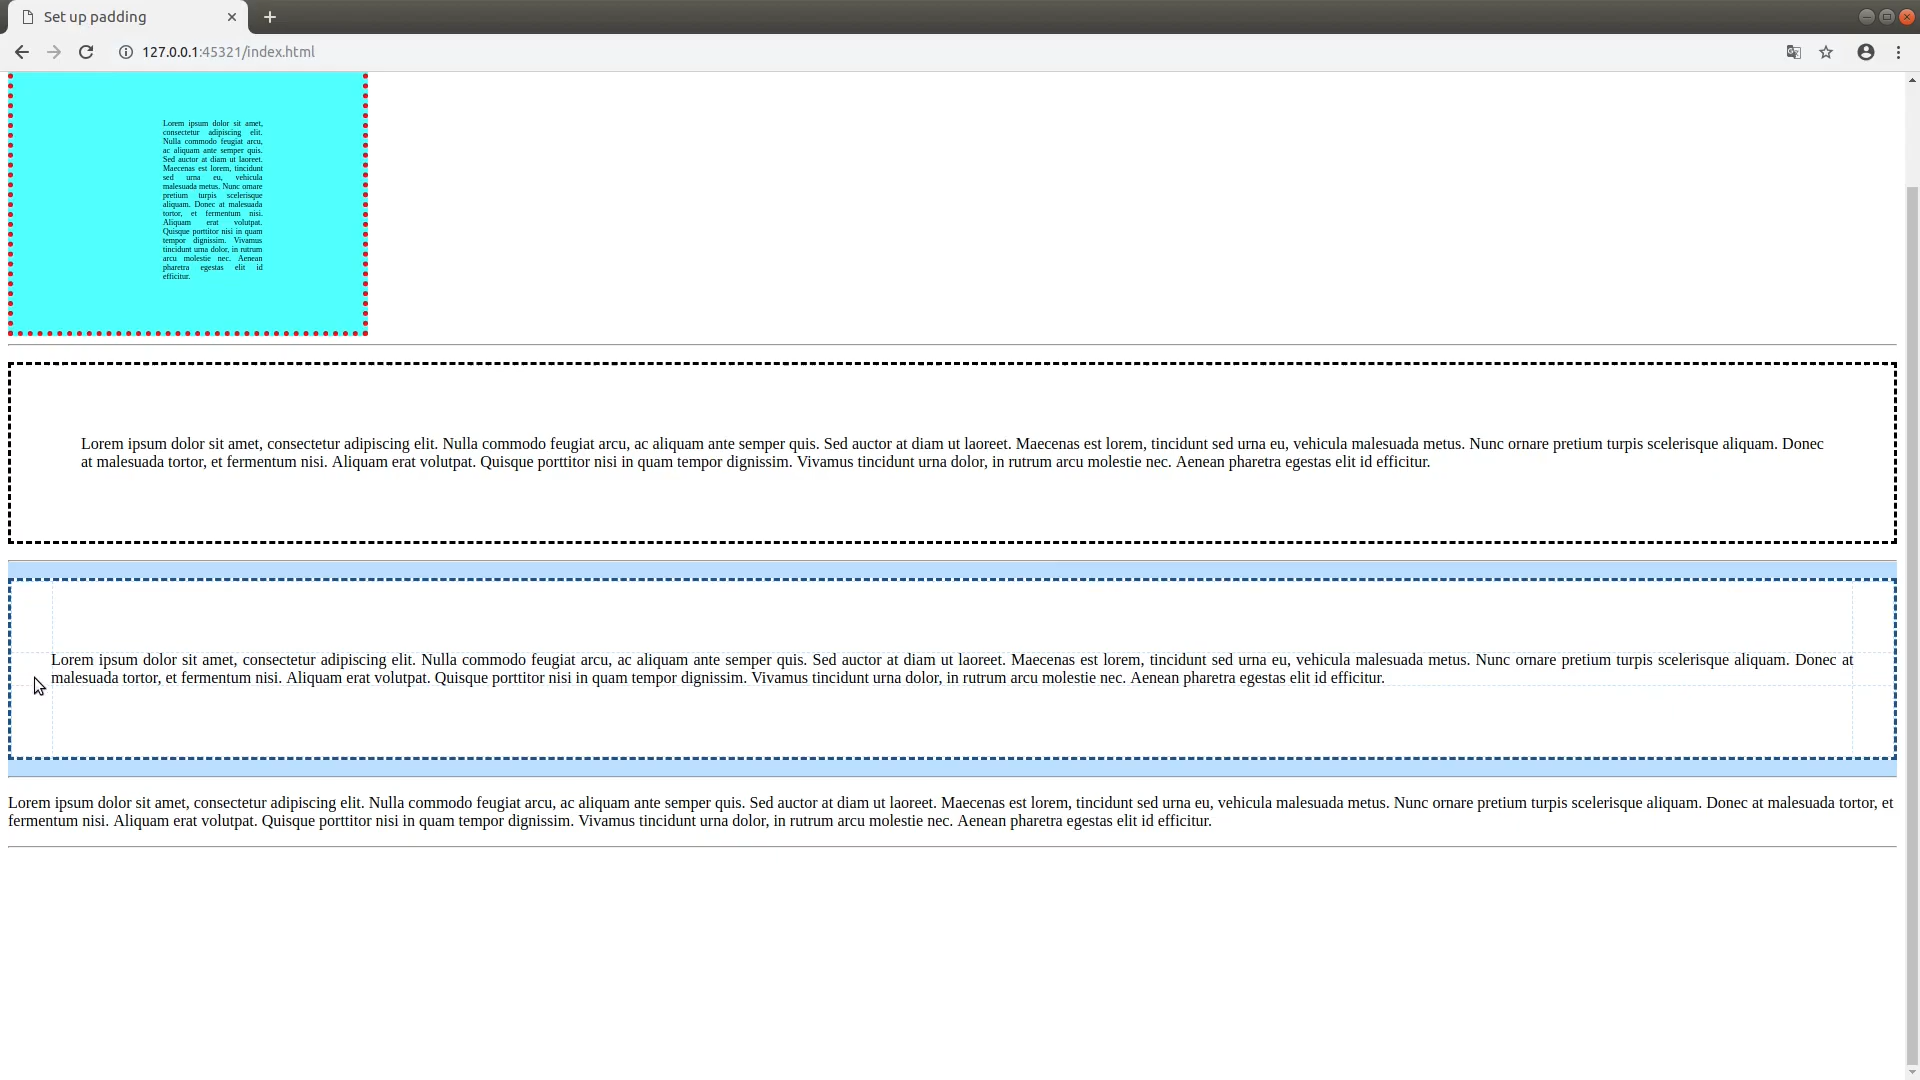 Set up padding
127.0.0.1:45321/index.html
Lorem ipsum dolor sit amet,
consectetur adipiscing elit.
Nulla commodo feugiat arcu,
ac aliquam ante semper quis.
Sed auctor at diam ut laoreet.
Maecenas est lorem, tincidunt
sed urna eu, vehicula
malesuada metus. Nunc ornare
pretium turpis scelerisque
aliquam. Donec at malesuada
tortor, et fermentum nisi.
Aliquam erat volutpat.
Quisque porttitor nisi in quam
tempor dignissim. Vivamus
tincidunt urna dolor, in rutrum
arcu molestie nec. Aenean
pharetra egestas elit id
efficitur.
Lorem ipsum dolor sit amet, consectetur adipiscing elit. Nulla commodo feugiat arcu, ac aliquam ante semper quis. Sed auctor at diam ut laoreet. Maecenas est lorem, tincidunt sed urna eu, vehicula malesuada metus. Nunc ornare pretium turpis scelerisque aliquam. Donec
at malesuada tortor, et fermentum nisi. Aliquam erat volutpat. Quisque porttitor nisi in quam tempor dignissim. Vivamus tincidunt urna dolor, in rutrum arcu molestie nec. Aenean pharetra egestas elit id efficitur.
Lorem ipsum dolor sit amet, consectetur adipiscing elit. Nulla commodo feugiat arcu, ac aliquam ante semper quis. Sed auctor at diam ut laoreet. Maecenas est lorem, tincidunt sed urna eu, vehicula malesuada metus. Nunc ornare pretium turpis scelerisque aliquam. Donec at
malesuada tortor, et fermentum nisi. Aliquam erat volutpat. Quisque porttitor nisi in quam tempor dignissim. Vivamus tincidunt urna dolor, in rutrum arcu molestie nec. Aenean pharetra egestas elit id efficitur.
Lorem ipsum dolor sit amet, consectetur adipiscing elit. Nulla commodo feugiat arcu, ac aliquam ante semper quis. Sed auctor at diam ut laoreet. Maecenas est lorem, tincidunt sed urna eu, vehicula malesuada metus. Nunc ornare pretium turpis scelerisque aliquam. Donec at malesuada tortor, et
fermentum nisi. Aliquam erat volutpat. Quisque porttitor nisi in quam tempor dignissim. Vivamus tincidunt urna dolor, in rutrum arcu molestie nec. Aenean pharetra egestas elit id efficitur.